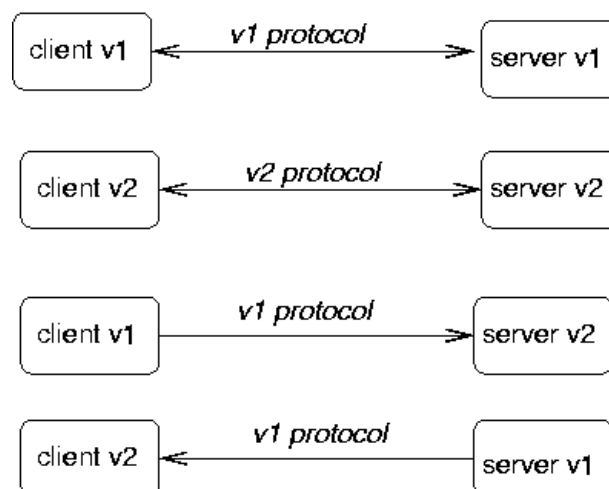 client v1
v1 protocol
server v1
client v2
v2 protocol
server v2
client v1
v1 protocol
server v2
client v2
v1 protocol
server v1